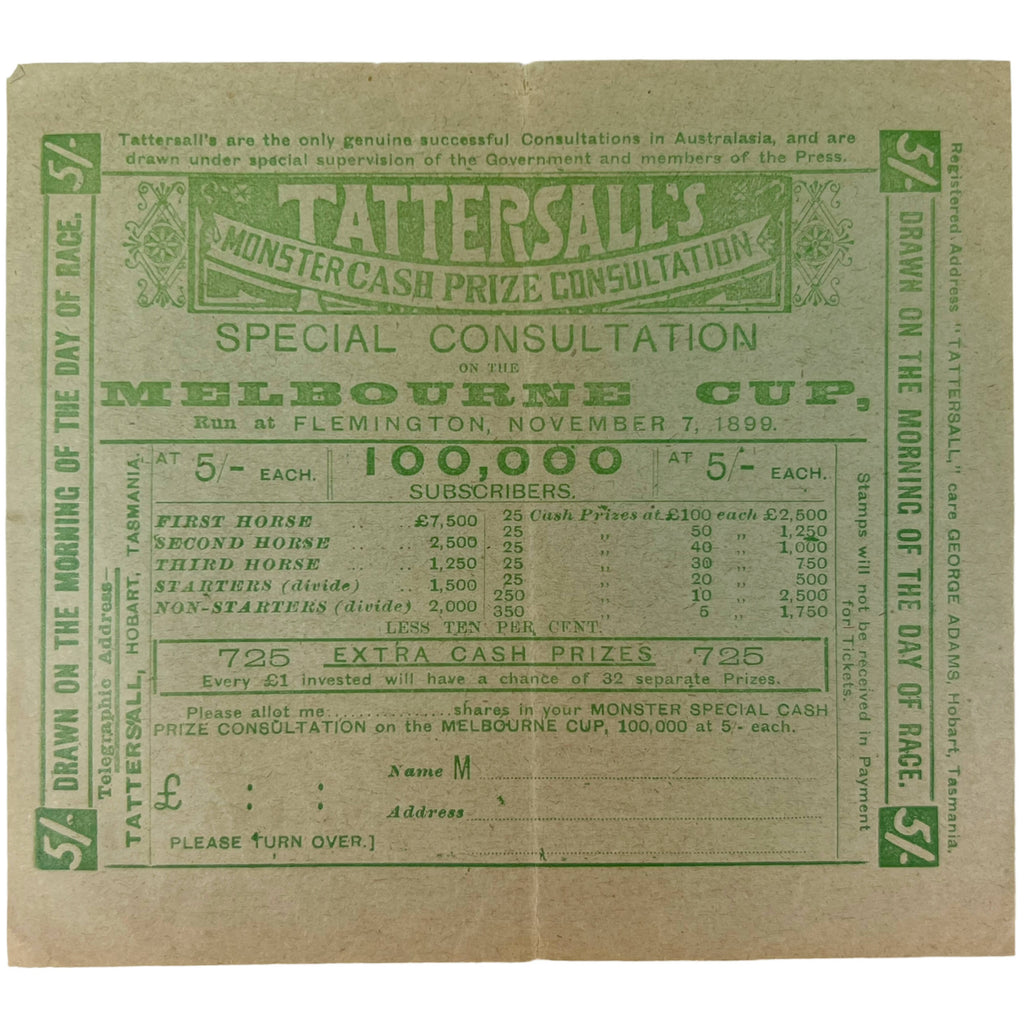 Tattersall's are the only genuine successful Consultations in Australasia, and are
drawn under special supervision of the Government and members of the Press.
5/-
5/-
TATTERSALL'S
MONSTER CASH PRIZE CONSULTATION
SPECIAL CONSULTATION
ON THE
MELBOURNE CUP,
Run at FLEMINGTON, NOVEMBER 7, 1899.
DRAWN ON THE MORNING OF THE DAY OF RACE.
Telegraphic Address
TATTERSALL, HOBART, TASMANIA.
AT 5/- EACH.
100,000
SUBSCRIBERS.
AT 5/- EACH.
FIRST HORSE .. .. £7,500
SECOND HORSE .. .. 2,500
THIRD HORSE .. .. 1,250
STARTERS (divide) .. 1,500
NON-STARTERS (divide) 2,000
25 Cash Prizes at £100 each £2,500
25 " 50 " 1,250
25 " 40 " 1,000
25 " 30 " 750
25 " 20 " 500
250 " 10 " 2,500
350 " 5 " 1,750
LESS TEN PER CENT.
725 EXTRA CASH PRIZES 725
Every £1 invested will have a chance of 32 separate Prizes.
Please allot me...............shares in your MONSTER SPECIAL CASH
PRIZE CONSULTATION on the MELBOURNE CUP, 100,000 at 5/- each.
Name M
£ : :
Address
PLEASE TURN OVER.]
Stamps will not be received in Payment
for Tickets.
DRAWN ON THE MORNING OF THE DAY OF RACE.
Registered Address "TATTERSALL," care GEORGE ADAMS, Hobart, Tasmania.
5/-
5/-